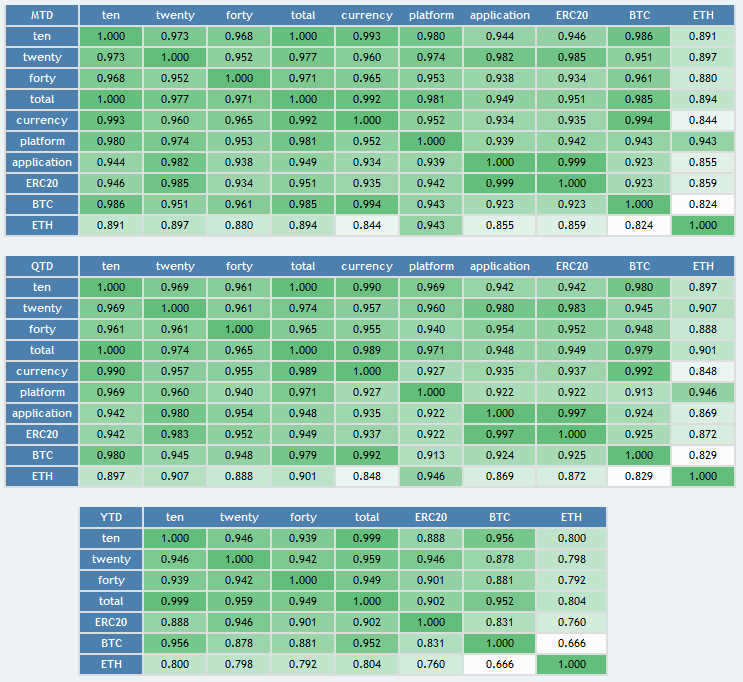 MTD ten twenty forty total currency platform application ERC20 BTC ETH
ten 1.000 0.973 0.968 1.000 0.993 0.980 0.944 0.946 0.986 0.891
twenty 0.973 1.000 0.952 0.977 0.960 0.974 0.982 0.985 0.951 0.897
forty 0.968 0.952 1.000 0.971 0.965 0.953 0.938 0.934 0.961 0.880
total 1.000 0.977 0.971 1.000 0.992 0.981 0.949 0.951 0.985 0.894
currency 0.993 0.960 0.965 0.992 1.000 0.952 0.934 0.935 0.994 0.844
platform 0.980 0.974 0.953 0.981 0.952 1.000 0.939 0.942 0.943 0.943
application 0.944 0.982 0.938 0.949 0.934 0.939 1.000 0.999 0.923 0.855
ERC20 0.946 0.985 0.934 0.951 0.935 0.942 0.999 1.000 0.923 0.859
BTC 0.986 0.951 0.961 0.985 0.994 0.943 0.923 0.923 1.000 0.824
ETH 0.891 0.897 0.880 0.894 0.844 0.943 0.855 0.859 0.824 1.000
QTD ten twenty forty total currency platform application ERC20 BTC ETH
ten 1.000 0.969 0.961 1.000 0.990 0.969 0.942 0.942 0.980 0.897
twenty 0.969 1.000 0.961 0.974 0.957 0.960 0.980 0.983 0.945 0.907
forty 0.961 0.961 1.000 0.965 0.955 0.940 0.954 0.952 0.948 0.888
total 1.000 0.974 0.965 1.000 0.989 0.971 0.948 0.949 0.979 0.901
currency 0.990 0.957 0.955 0.989 1.000 0.927 0.935 0.937 0.992 0.848
platform 0.969 0.960 0.940 0.971 0.927 1.000 0.922 0.922 0.913 0.946
application 0.942 0.980 0.954 0.948 0.935 0.922 1.000 0.997 0.924 0.869
ERC20 0.942 0.983 0.952 0.949 0.937 0.922 0.997 1.000 0.925 0.872
BTC 0.980 0.945 0.948 0.979 0.992 0.913 0.924 0.925 1.000 0.829
ETH 0.897 0.907 0.888 0.901 0.848 0.946 0.869 0.872 0.829 1.000
YTD ten twenty forty total ERC20 BTC ETH
ten 1.000 0.946 0.939 0.999 0.888 0.956 0.800
twenty 0.946 1.000 0.942 0.959 0.946 0.878 0.798
forty 0.939 0.942 1.000 0.949 0.901 0.881 0.792
total 0.999 0.959 0.949 1.000 0.902 0.952 0.804
ERC20 0.888 0.946 0.901 0.902 1.000 0.831 0.760
BTC 0.956 0.878 0.881 0.952 0.831 1.000 0.666
ETH 0.800 0.798 0.792 0.804 0.760 0.666 1.000